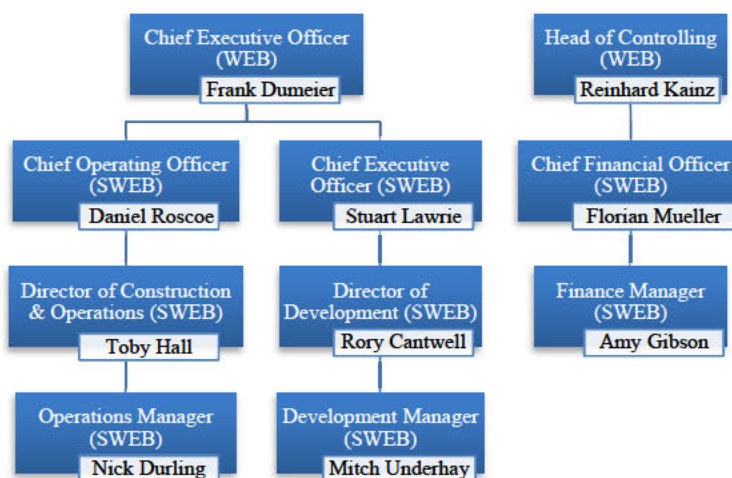 Chief Executive Officer
(WEB)
Frank Dumeier
Head of Controlling
(WEB)
Reinhard Kainz
Chief Operating Officer
(SWEB)
Daniel Roscoe
Chief Executive
Officer (SWEB)
Stuart Lawrie
Chief Financial Officer
(SWEB)
Florian Mueller
Director of Construction
& Operations (SWEB)
Toby Hall
Director of
Development (SWEB)
Rory Cantwell
Finance Manager
(SWEB)
Amy Gibson
Operations Manager
(SWEB)
Nick Durling
Development Manager
(SWEB)
Mitch Underhay